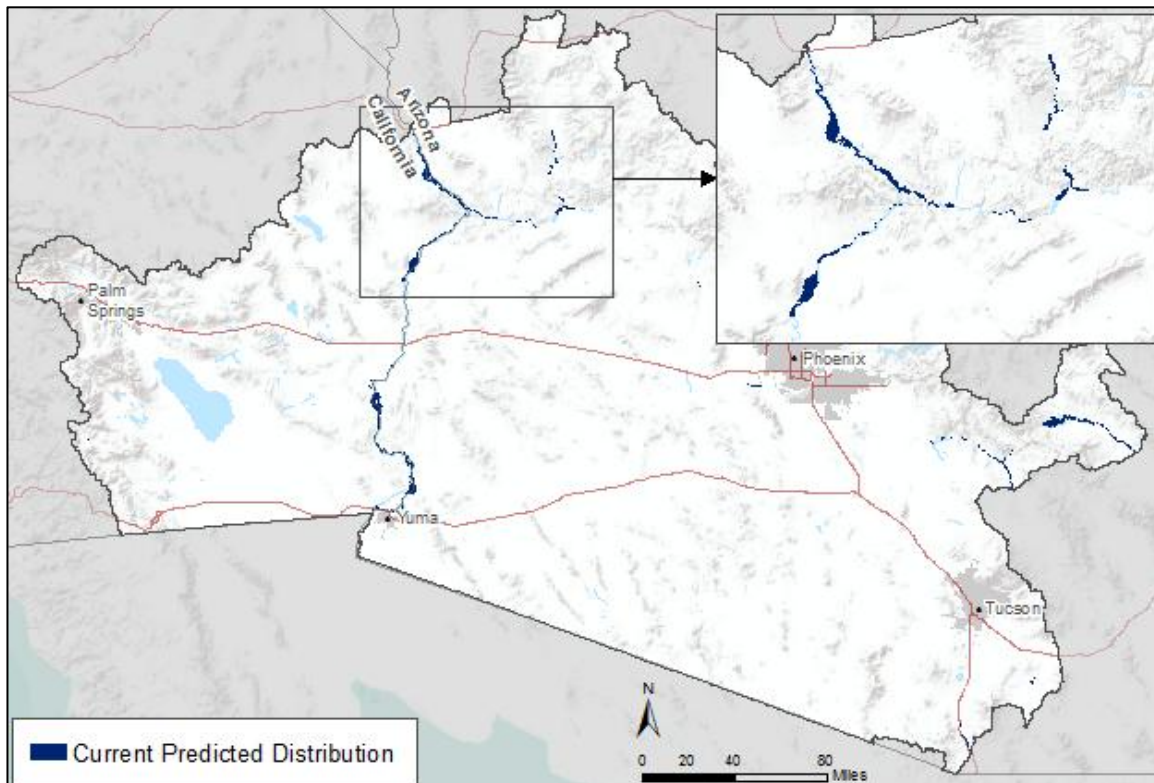 Arizona
California
Palm
Springs
Phoenix
Yuma
Tucson
N
0 20 40 80
Miles
Current Predicted Distribution